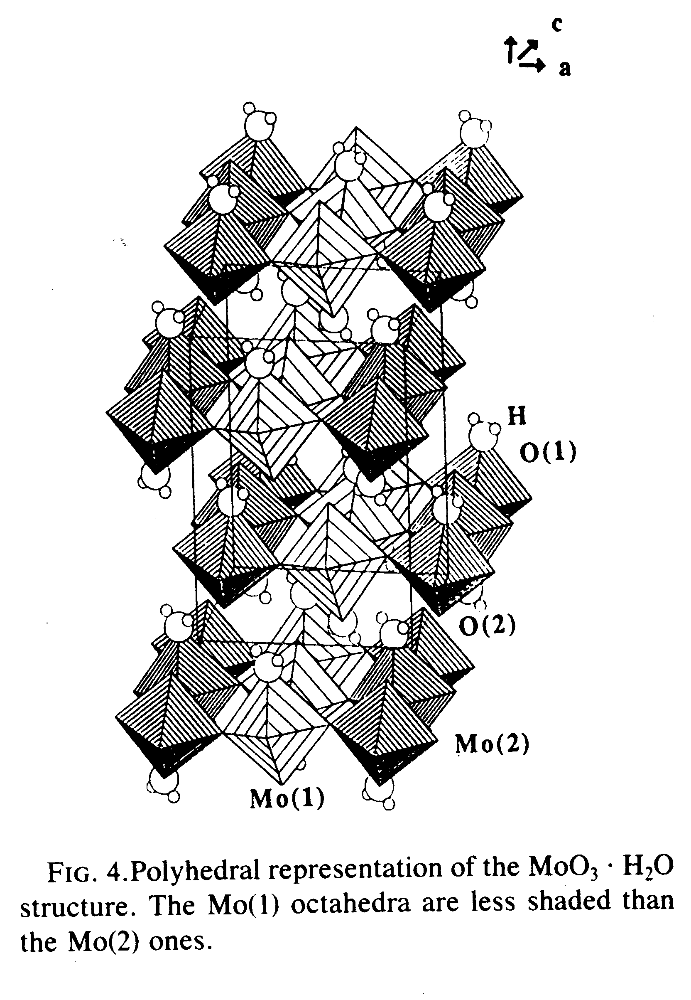 c
a
H
O(1)
O(2)
Mo(2)
Mo(1)
FIG. 4.Polyhedral representation of the MoO₃ · H₂O
structure. The Mo(1) octahedra are less shaded than
the Mo(2) ones.